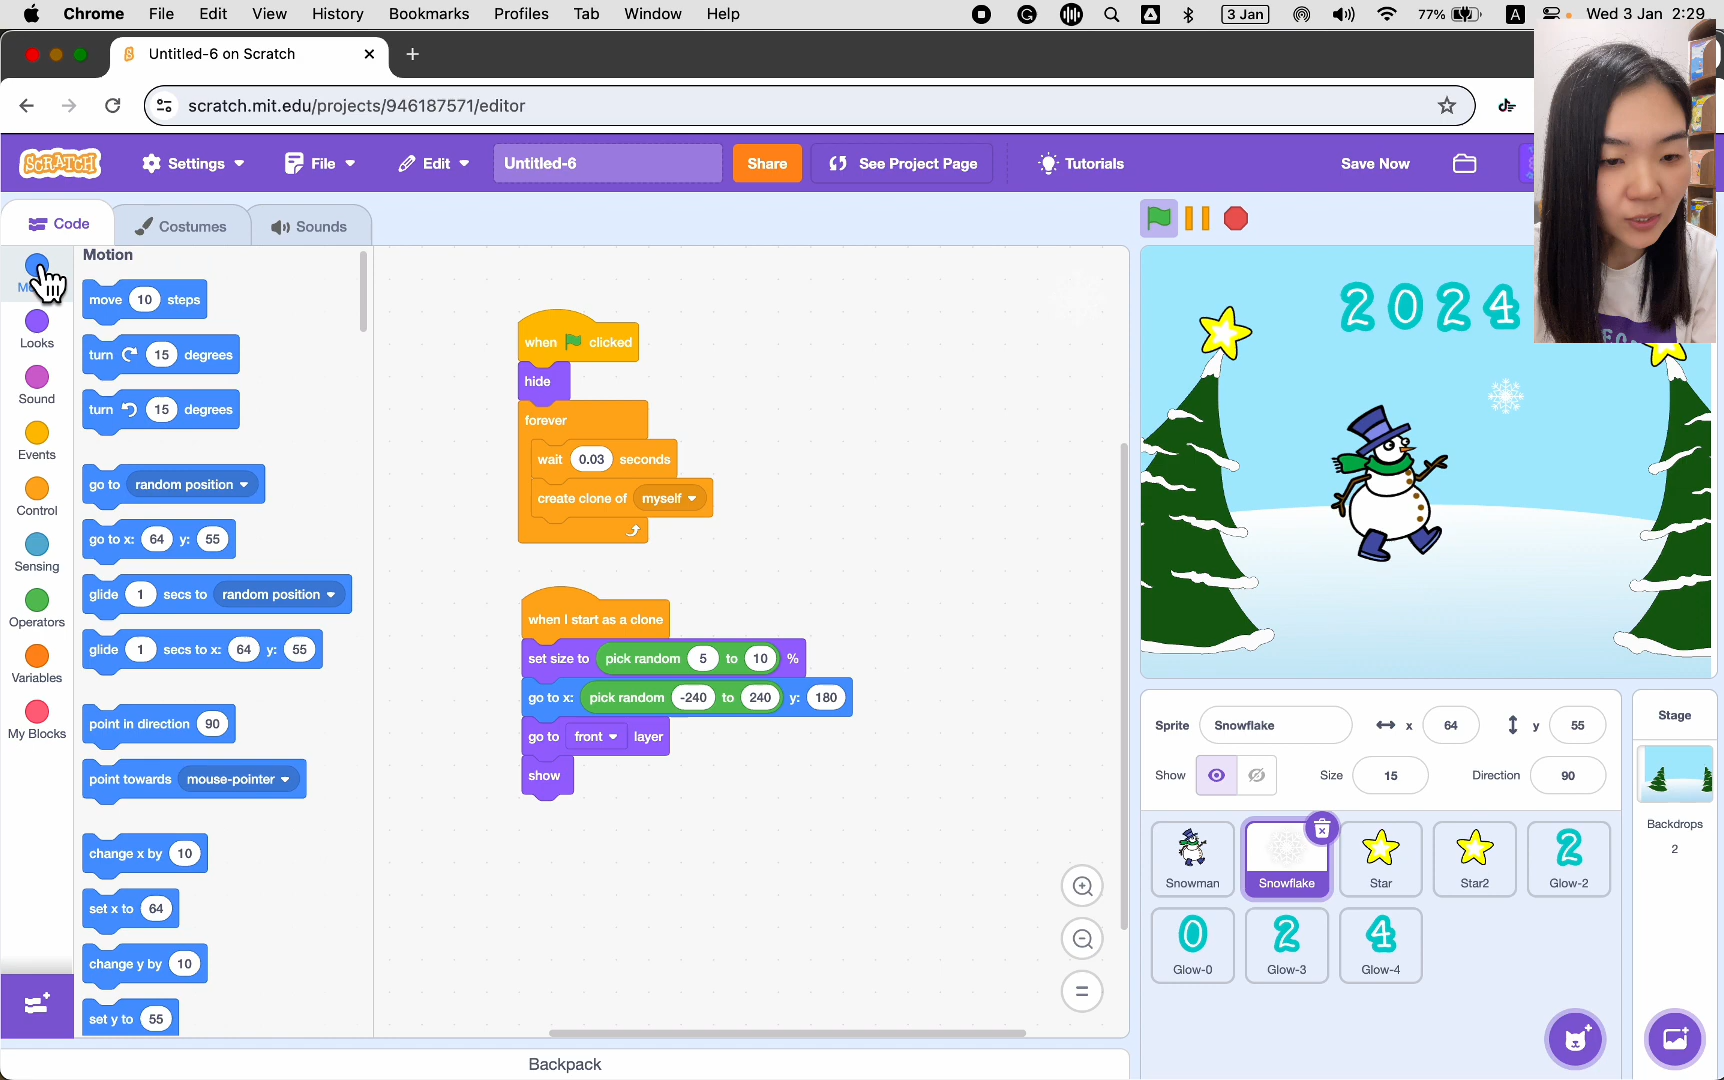 Chrome File Edit View History Bookmarks Profiles Tab Window Help 3 Jan 77% A Wed 3 Jan 2:29
Untitled-6 on Scratch
scratch.mit.edu/projects/946187571/editor
SCRATCH Settings File Edit Untitled-6 Share See Project Page Tutorials Save Now
Code Costumes Sounds
Motion
Looks
Sound
Events
Control
Sensing
Operators
Variables
My Blocks
move 10 steps
turn 15 degrees
turn 15 degrees
go to random position
go to x: 64 y: 55
glide 1 secs to random position
glide 1 secs to x: 64 y: 55
point in direction 90
point towards mouse-pointer
change x by 10
set x to 64
change y by 10
set y to 55
when clicked
hide
forever
wait 0.03 seconds
create clone of myself
when I start as a clone
set size to pick random 5 to 10 %
go to x: pick random -240 to 240 y: 180
go to front layer
show
Backpack
2024
Sprite Snowflake x 64 y 55
Show Size 15 Direction 90
Stage
Backdrops
2
Snowman Snowflake Star Star2 Glow-2
Glow-0 Glow-3 Glow-4